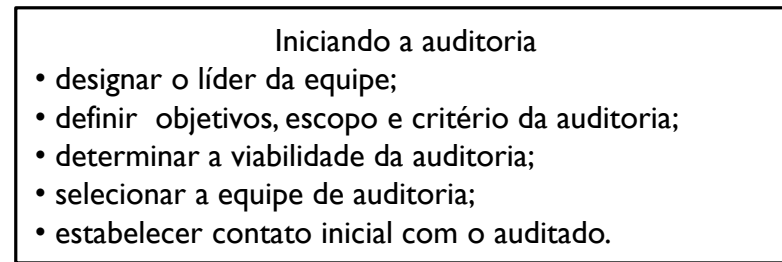 Iniciando a auditoria
• designar o líder da equipe;
• definir  objetivos, escopo e critério da auditoria;
• determinar a viabilidade da auditoria;
• selecionar a equipe de auditoria;
• estabelecer contato inicial com o auditado.